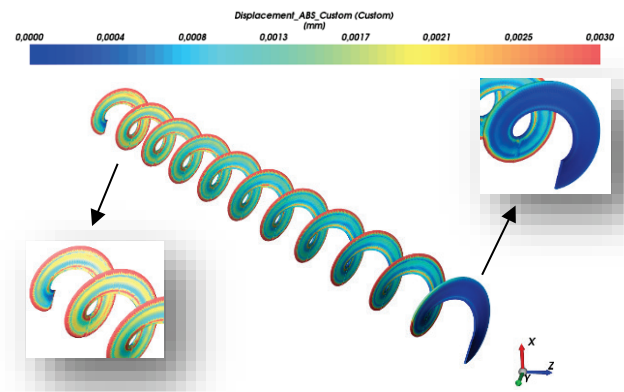 Displacement_ABS_Custom (Custom)
(mm)
0,0000 0,0004 0,0008 0,0013 0,0017 0,0021 0,0025 0,0030
X
Z
Y